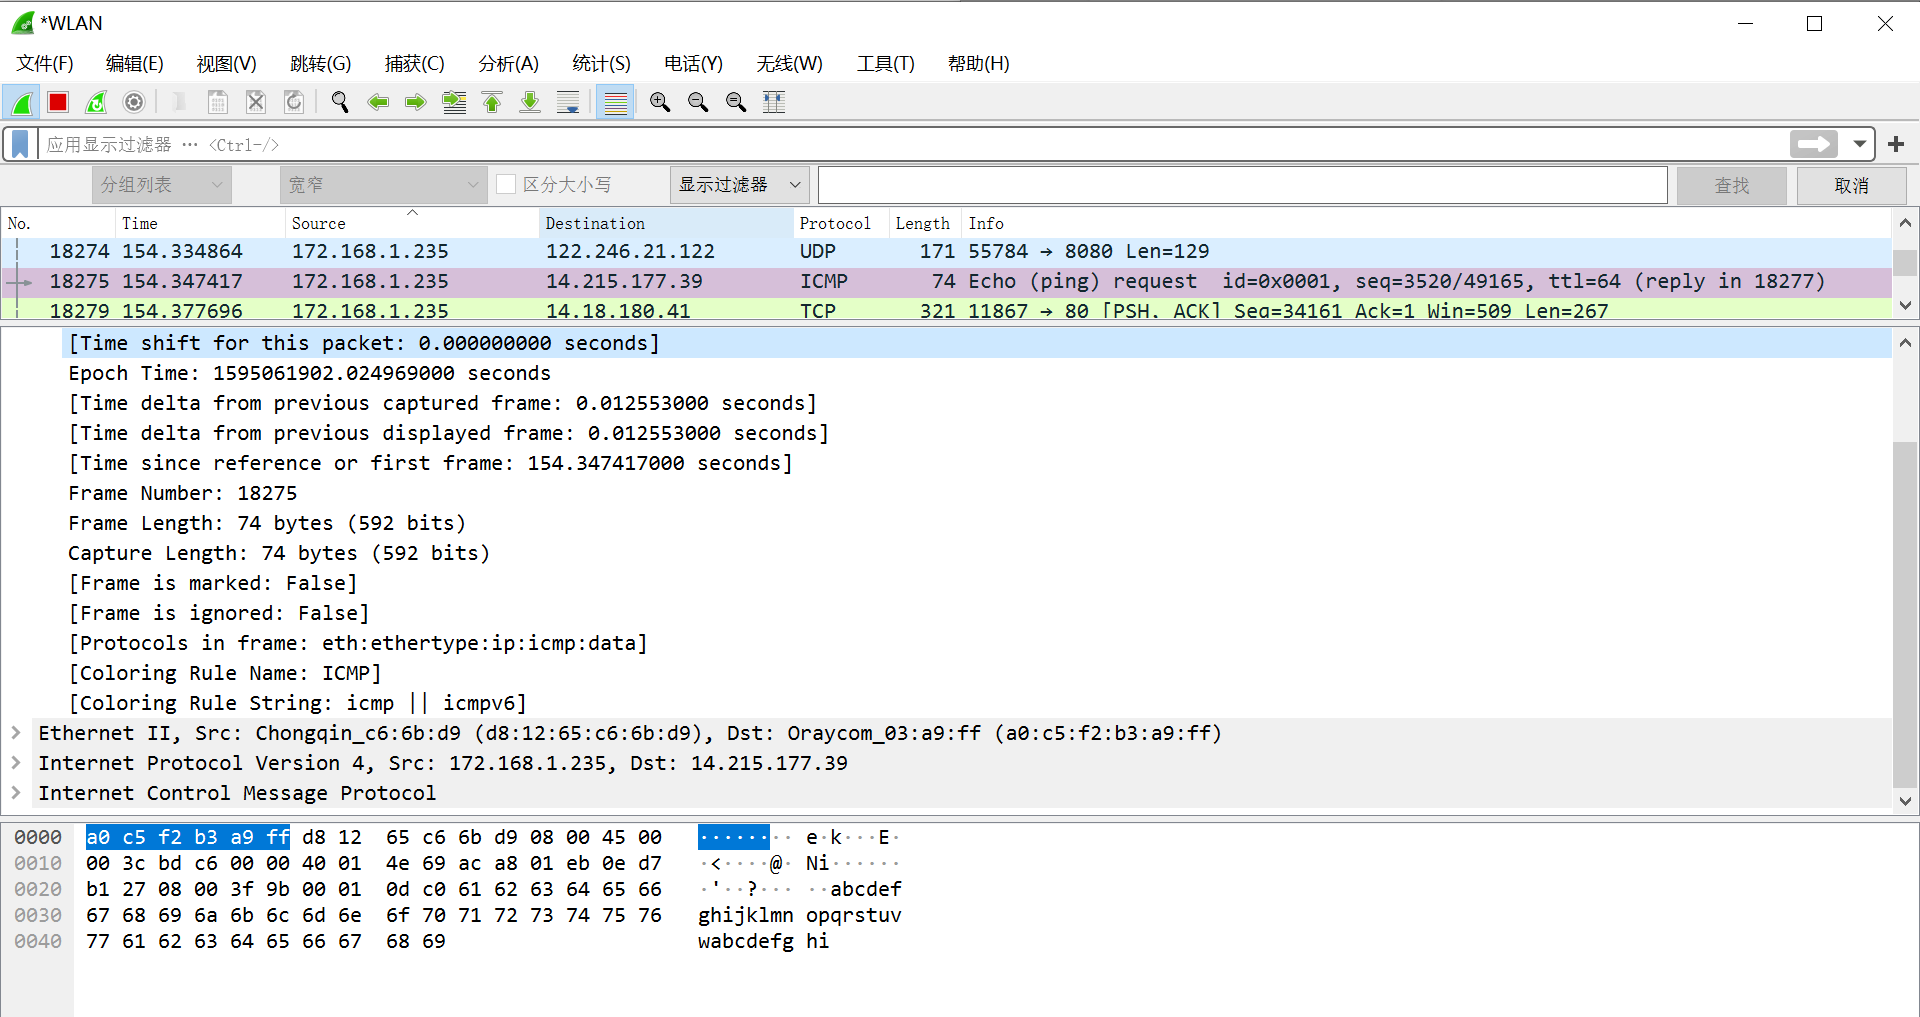 *WLAN
文件(F) 编辑(E) 视图(V) 跳转(G) 捕获(C) 分析(A) 统计(S) 电话(Y) 无线(W) 工具(T) 帮助(H)
应用显示过滤器 … <Ctrl-/>
分组列表 宽窄 区分大小写 显示过滤器 查找 取消
No. Time Source Destination Protocol Length Info
18274 154.334864 172.168.1.235 122.246.21.122 UDP 171 55784 → 8080 Len=129
18275 154.347417 172.168.1.235 14.215.177.39 ICMP 74 Echo (ping) request id=0x0001, seq=3520/49165, ttl=64 (reply in 18277)
18279 154.377696 172.168.1.235 14.18.180.41 TCP 321 11867 → 80 [PSH, ACK] Seq=34161 Ack=1 Win=509 Len=267
[Time shift for this packet: 0.000000000 seconds]
Epoch Time: 1595061902.024969000 seconds
[Time delta from previous captured frame: 0.012553000 seconds]
[Time delta from previous displayed frame: 0.012553000 seconds]
[Time since reference or first frame: 154.347417000 seconds]
Frame Number: 18275
Frame Length: 74 bytes (592 bits)
Capture Length: 74 bytes (592 bits)
[Frame is marked: False]
[Frame is ignored: False]
[Protocols in frame: eth:ethertype:ip:icmp:data]
[Coloring Rule Name: ICMP]
[Coloring Rule String: icmp || icmpv6]
Ethernet II, Src: Chongqin_c6:6b:d9 (d8:12:65:c6:6b:d9), Dst: Oraycom_03:a9:ff (a0:c5:f2:b3:a9:ff)
Internet Protocol Version 4, Src: 172.168.1.235, Dst: 14.215.177.39
Internet Control Message Protocol
0000 a0 c5 f2 b3 a9 ff d8 12 65 c6 6b d9 08 00 45 00 ········ e·k···E·
0010 00 3c bd c6 00 00 40 01 4e 69 ac a8 01 eb 0e d7 ·<····@· Ni······
0020 b1 27 08 00 3f 9b 00 01 0d c0 61 62 63 64 65 66 ·'··?··· ··abcdef
0030 67 68 69 6a 6b 6c 6d 6e 6f 70 71 72 73 74 75 76 ghijklmn opqrstuv
0040 77 61 62 63 64 65 66 67 68 69 wabcdefg hi